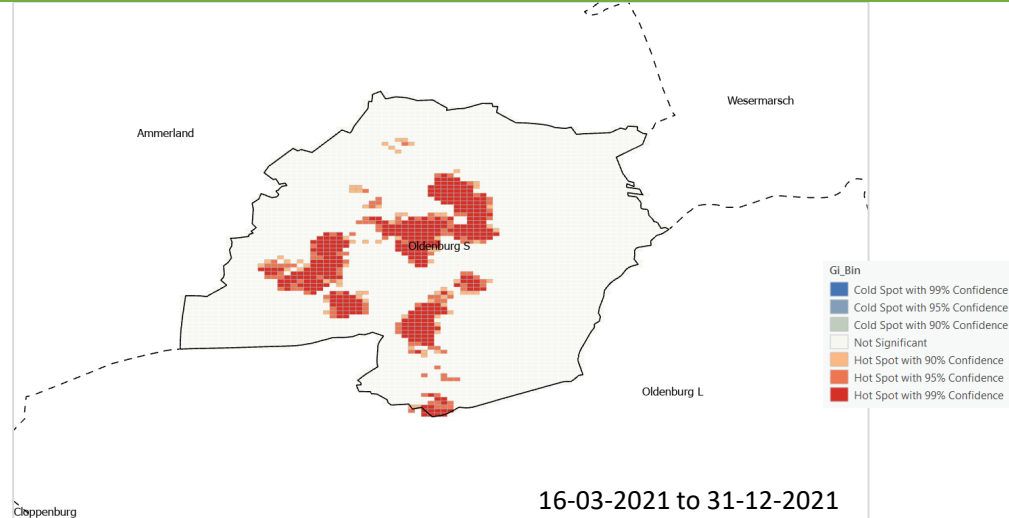 Wesermarsch
Ammerland
Oldenburg S
Gi_Bin
Cold Spot with 99% Confidence
Cold Spot with 95% Confidence
Cold Spot with 90% Confidence
Not Significant
Hot Spot with 90% Confidence
Hot Spot with 95% Confidence
Hot Spot with 99% Confidence
Oldenburg L
16-03-2021 to 31-12-2021
Cloppenburg